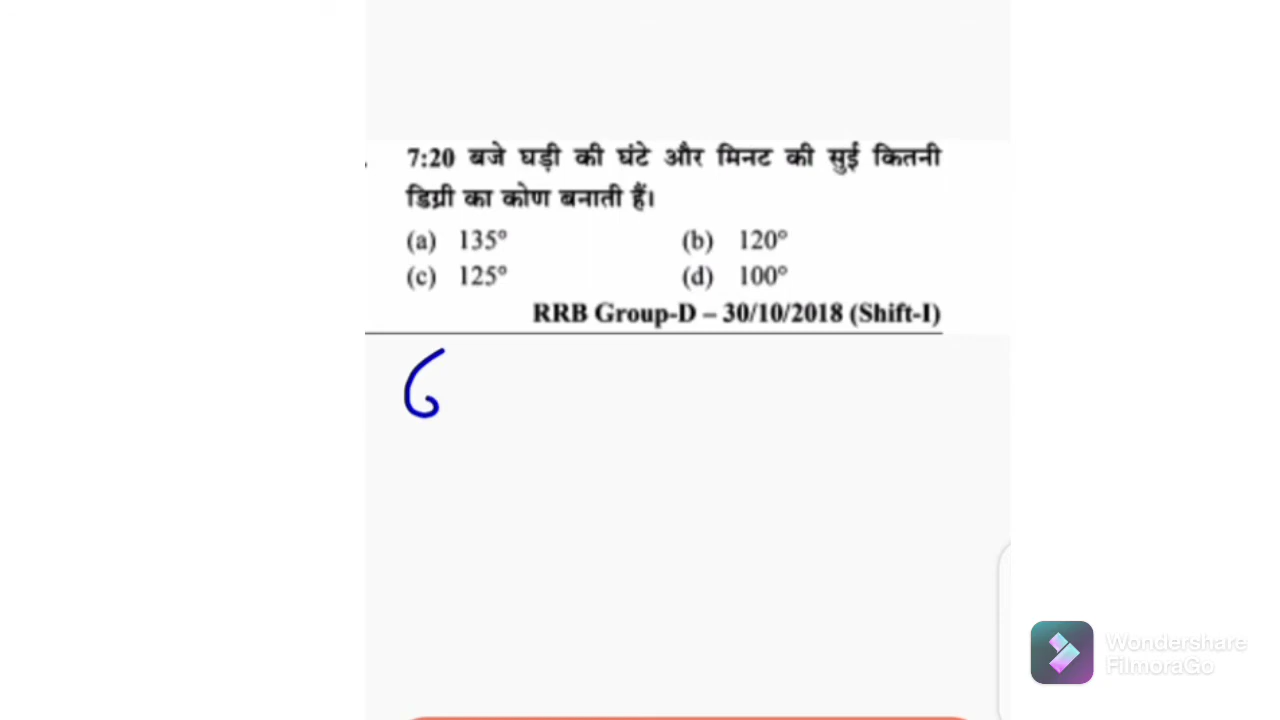 7:20 बजे घड़ी की घंटे और मिनट की सुई कितनी
डिग्री का कोण बनाती हैं।
(a) 135° (b) 120°
(c) 125° (d) 100°
RRB Group-D – 30/10/2018 (Shift-I)
Wondershare
FilmoraGo